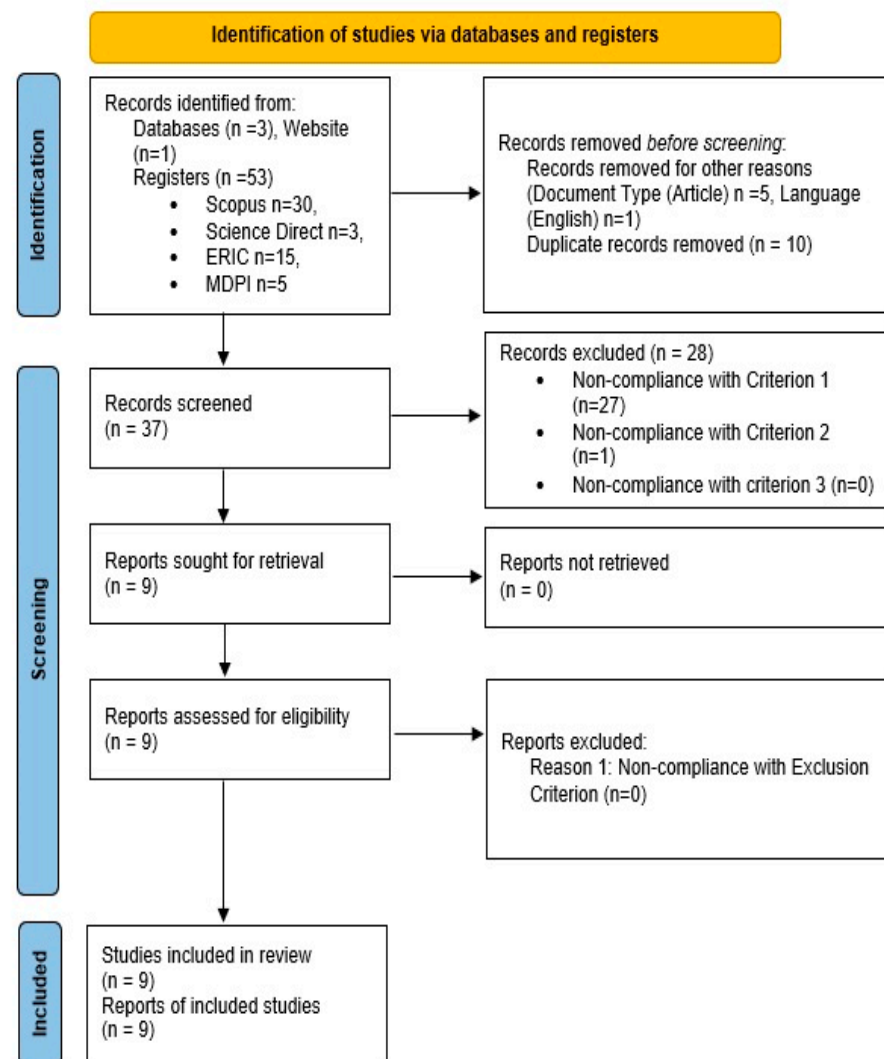 Identification of studies via databases and registers
Identification
Records identified from:
Databases (n =3), Website
(n=1)
Registers (n =53)
• Scopus n=30,
• Science Direct n=3,
• ERIC n=15,
• MDPI n=5
Records removed before screening:
Records removed for other reasons
(Document Type (Article) n =5, Language
(English) n=1)
Duplicate records removed (n = 10)
Screening
Records screened
(n = 37)
Records excluded (n = 28)
• Non-compliance with Criterion 1
(n=27)
• Non-compliance with Criterion 2
(n=1)
• Non-compliance with criterion 3 (n=0)
Reports sought for retrieval
(n = 9)
Reports not retrieved
(n = 0)
Reports assessed for eligibility
(n = 9)
Reports excluded:
Reason 1: Non-compliance with Exclusion
Criterion (n=0)
Included
Studies included in review
(n = 9)
Reports of included studies
(n = 9)